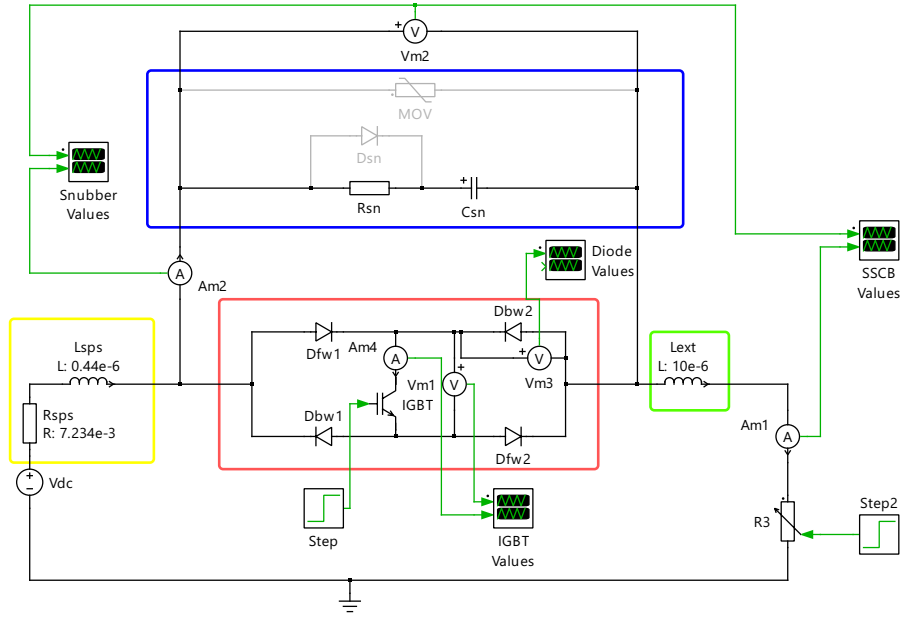 V
Vm2
MOV
Dsn
Snubber
Values
Rsn
Csn
A
Am2
Diode
Values
SSCB
Values
Dbw2
Lsps
L: 0.44e-6
Dfw1
Am4
A
V
Vm3
Lext
L: 10e-6
Vm1
V
IGBT
Rsps
R: 7.234e-3
Dbw1
Dfw2
Am1
A
Vdc
Step
IGBT
Values
R3
Step2